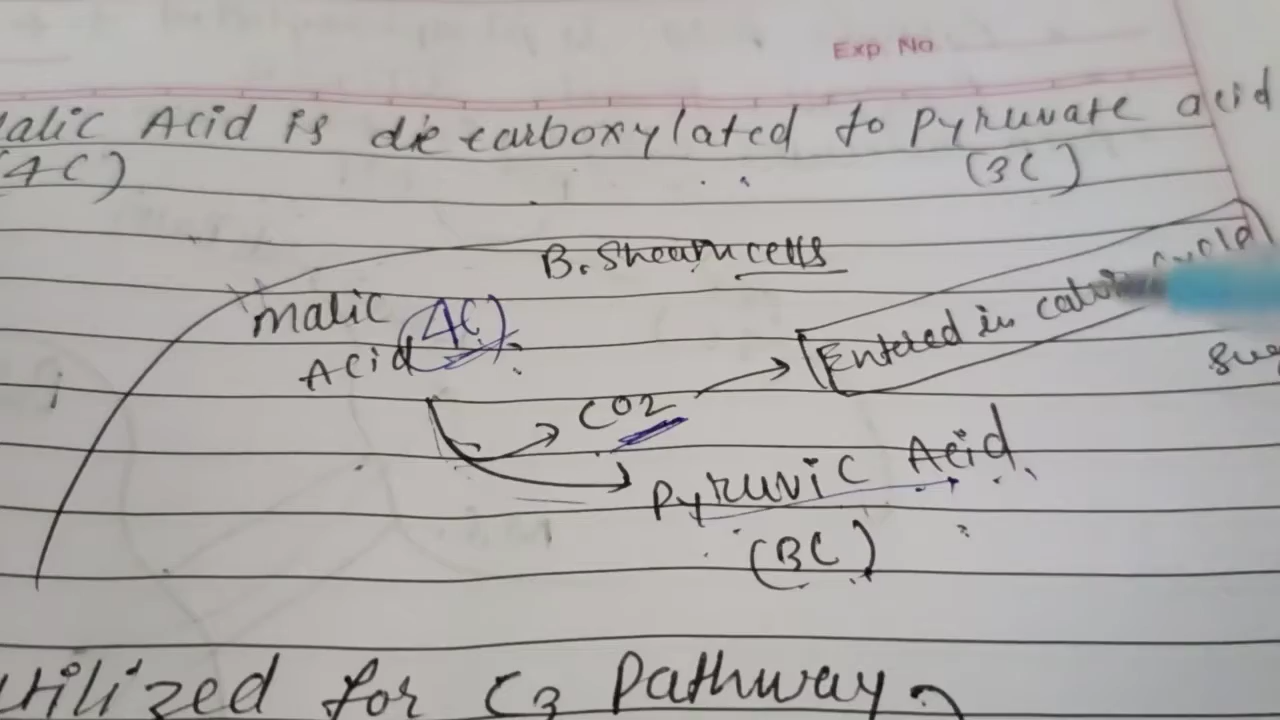 Exp No
alic Acid is decarboxylated to Pyruvate acid
(4C) (3C)
B. Sheath cells
malic
Acid (4C)
Entered in
CO2
Pyruvic Acid
(3C)
utilized for C3 Pathway